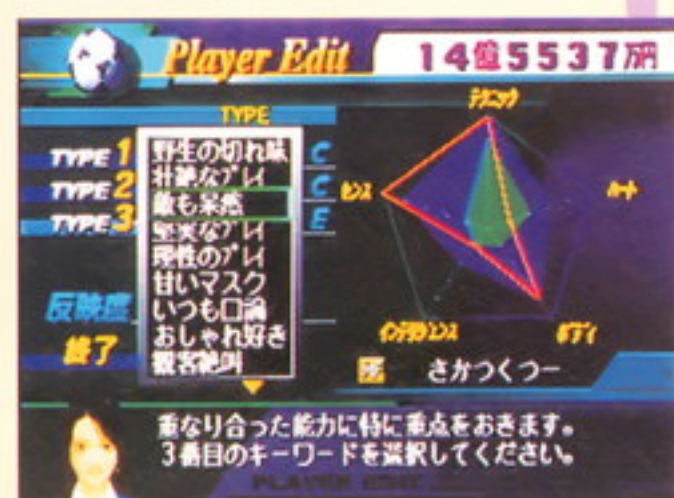 Player Edit
14億5537万円
TYPE
TYPE 1
TYPE 2
TYPE 3
C
C
E
野生の切れ味
壮絶なプレイ
敵も呆然
堅実なプレイ
理性のプレイ
甘いマスク
いつも口論
おしゃれ好き
観客絶叫
反映度
終了
テクニック
ハート
ボディ
インテリジェンス
センス
MF
さかつくつー
重なり合った能力に特に重点をおきます。
3番目のキーワードを選択してください。
PLAYER EDIT